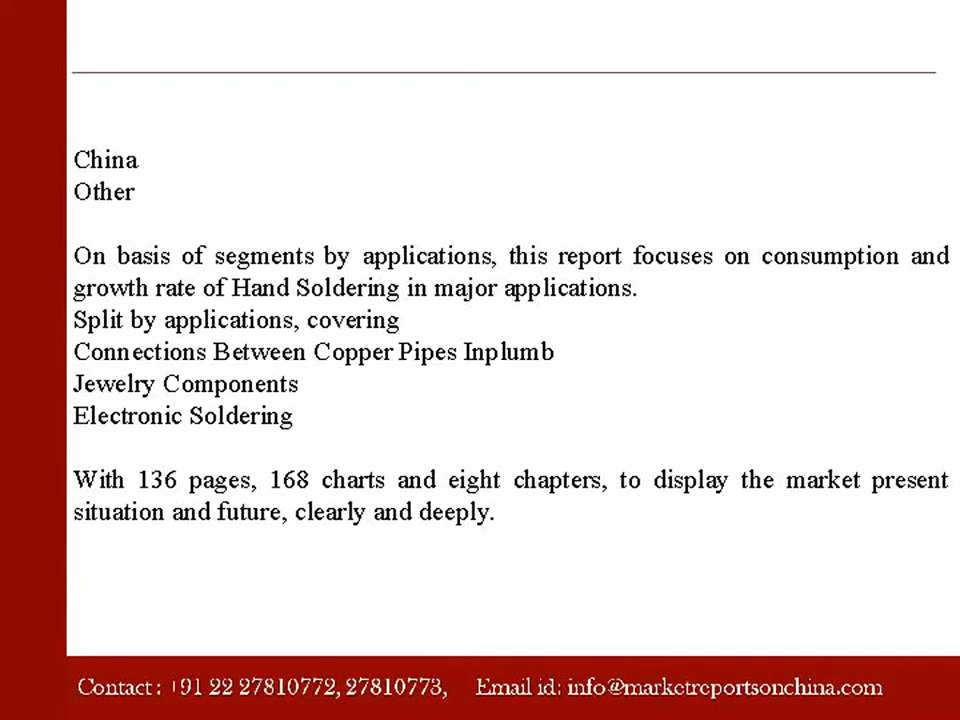 China
Other
On basis of segments by applications, this report focuses on consumption and
growth rate of Hand Soldering in major applications.
Split by applications, covering
Connections Between Copper Pipes Inplumb
Jewelry Components
Electronic Soldering
With 136 pages, 168 charts and eight chapters, to display the market present
situation and future, clearly and deeply.
Contact : +91 22 27810772, 27810773, Email id: info@marketreportsonchina.com